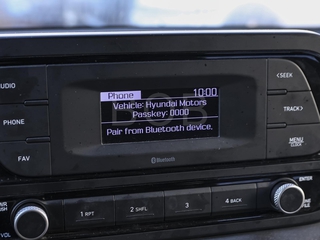 AUDIO
PHONE
FAV
Phone 10:00
Vehicle: Hyundai Motors
Passkey: 0000
Pair from Bluetooth device.
Bluetooth
<SEEK
TRACK>
MENU
CLOCK
VOL
1 RPT
2 SHFL
3
4 BACK
ENTER